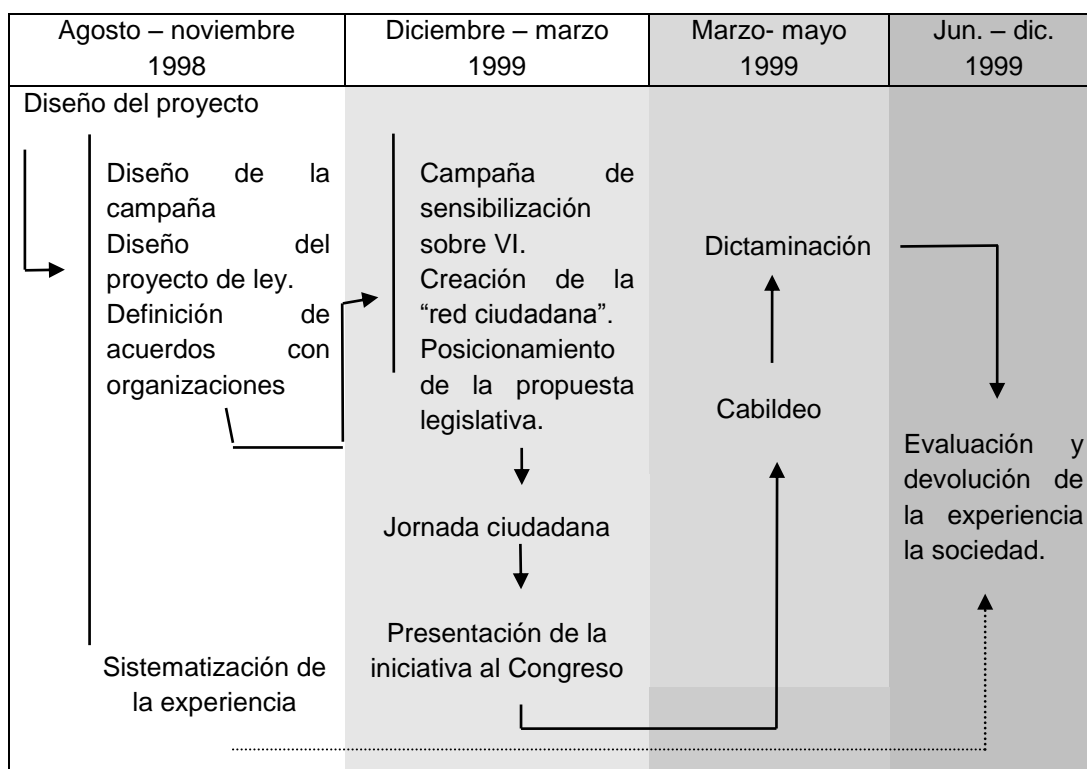 Agosto – noviembre
1998
Diciembre – marzo
1999
Marzo- mayo
1999
Jun. – dic.
1999
Diseño del proyecto
Diseño de la
campaña
Diseño del
proyecto de ley.
Definición de
acuerdos con
organizaciones
Sistematización de
la experiencia
Campaña de
sensibilización
sobre VI.
Creación de la
“red ciudadana”.
Posicionamiento
de la propuesta
legislativa.
Jornada ciudadana
Presentación de la
iniciativa al Congreso
Dictaminación
Cabildeo
Evaluación y
devolución de
la experiencia
la sociedad.